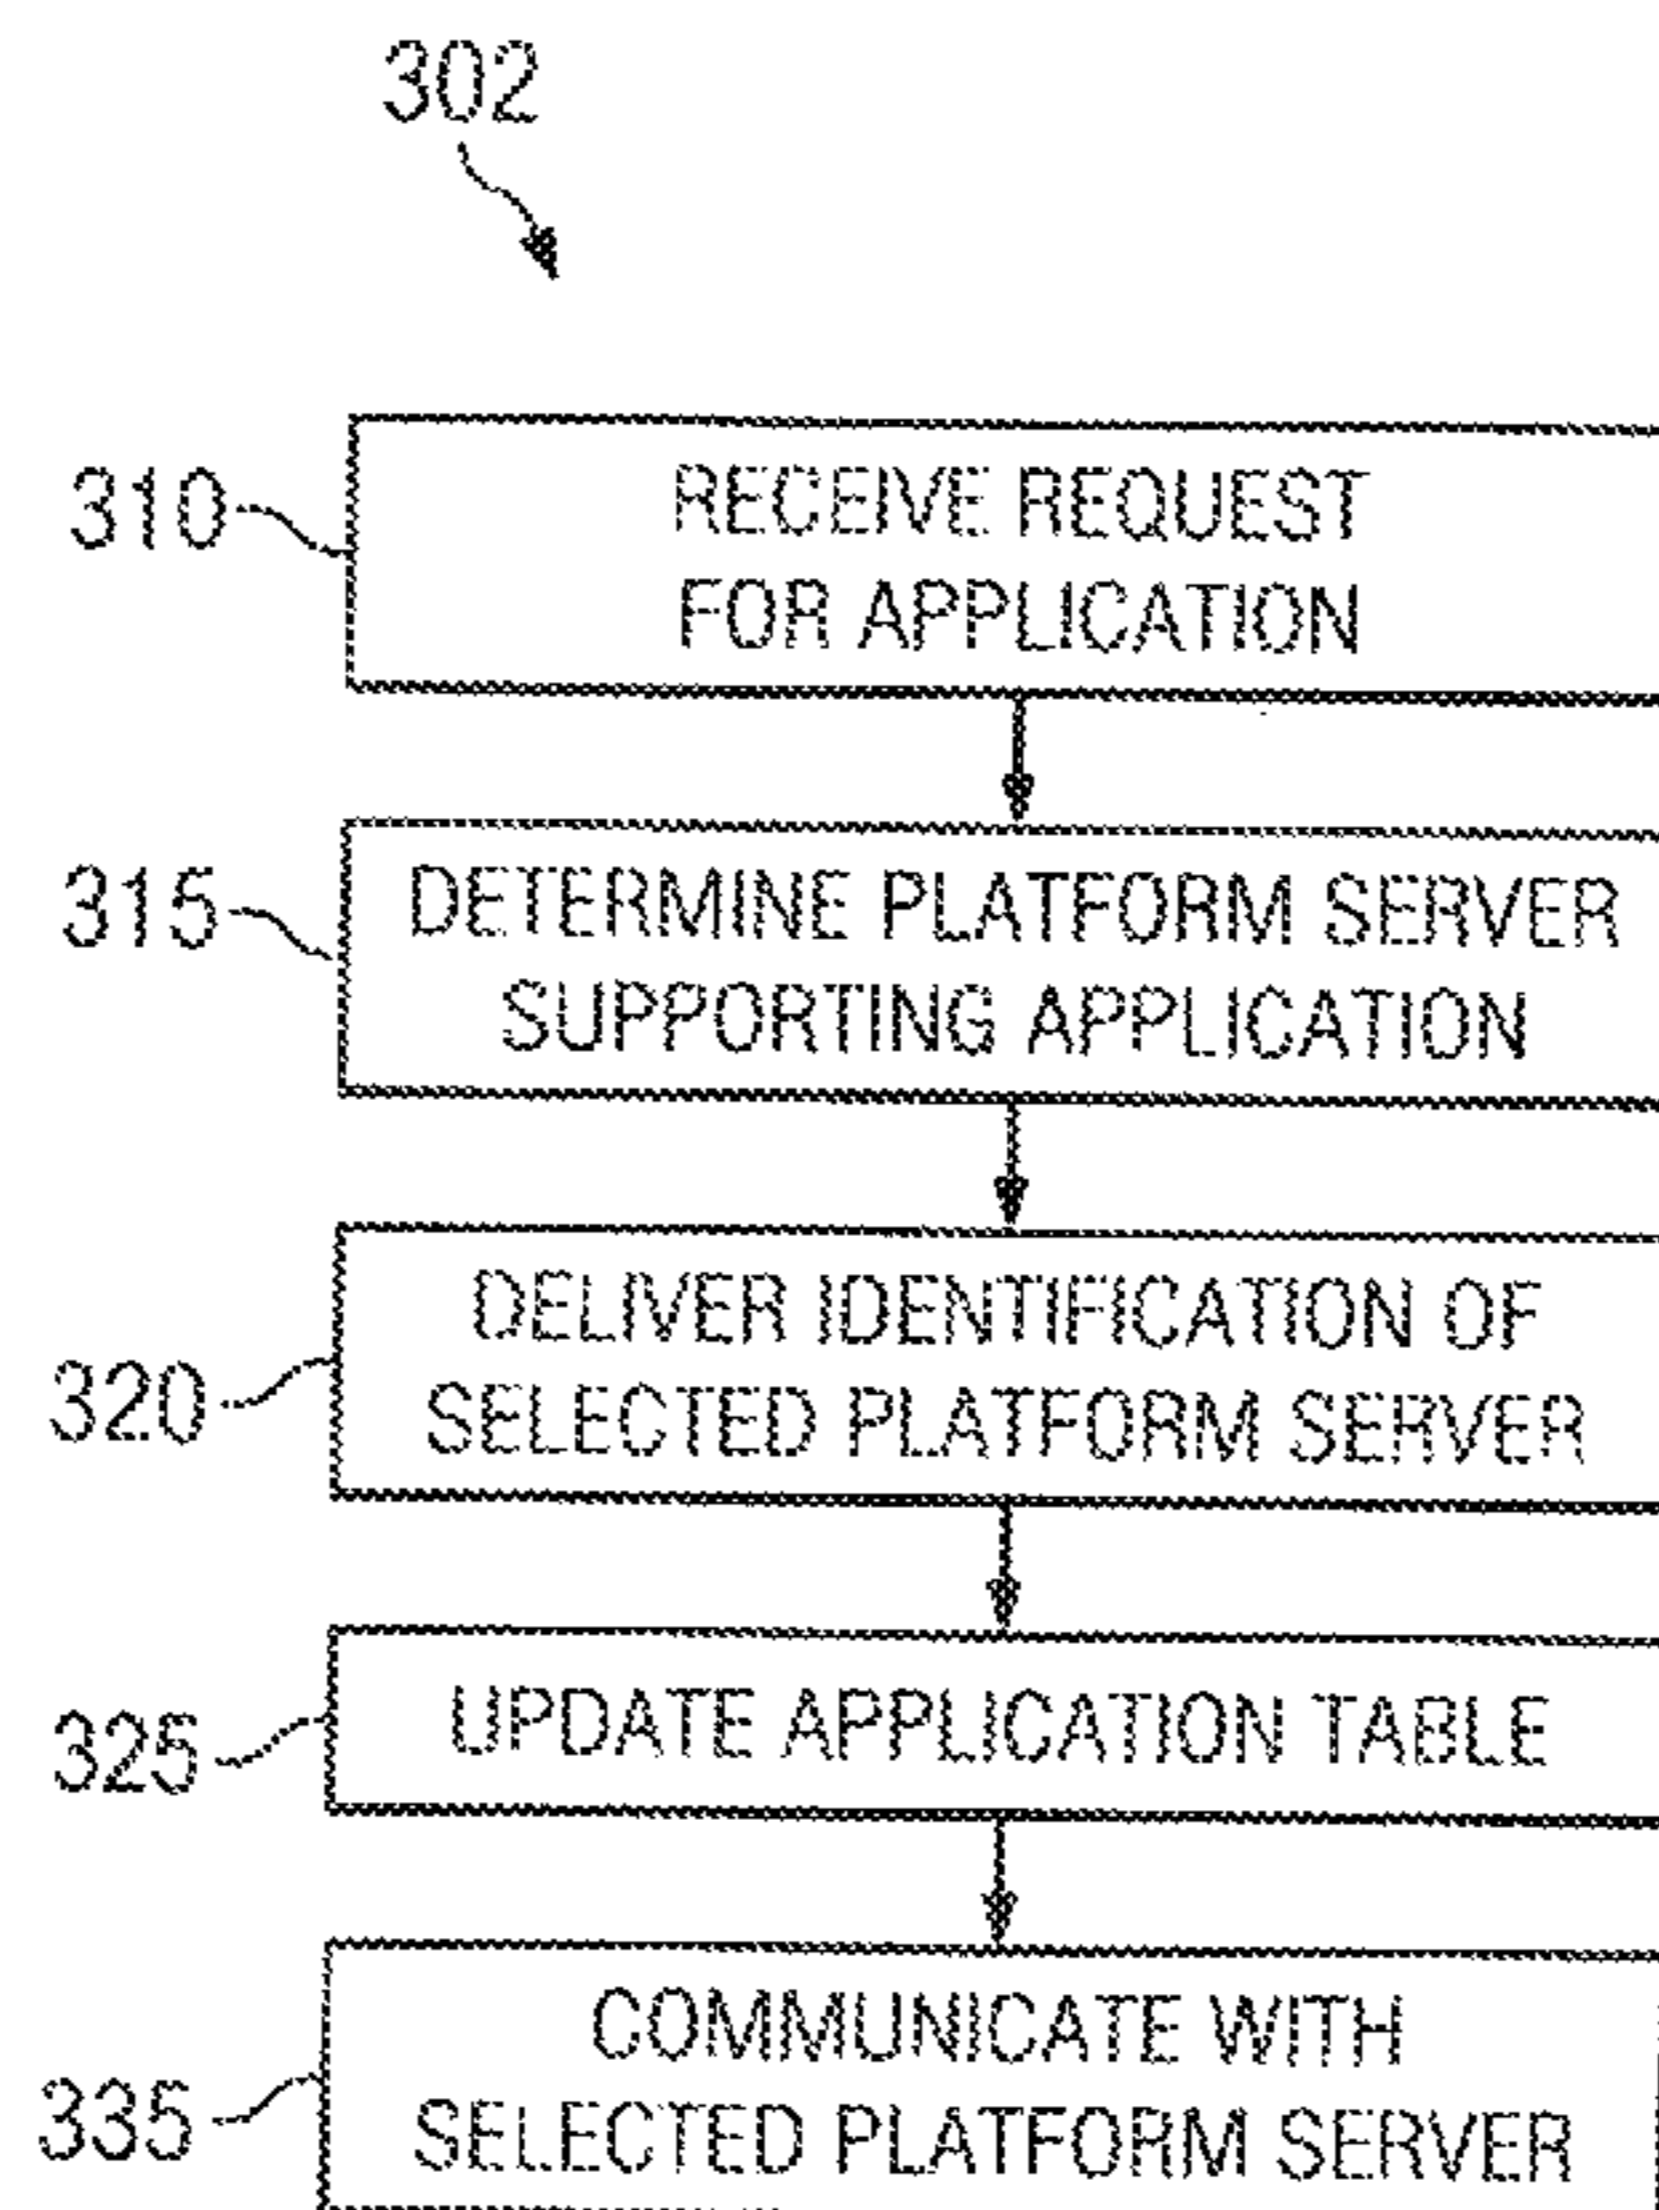 302
310
RECEIVE REQUEST
FOR APPLICATION
315
DETERMINE PLATFORM SERVER
SUPPORTING APPLICATION
320
DELIVER IDENTIFICATION OF
SELECTED PLATFORM SERVER
325
UPDATE APPLICATION TABLE
335
COMMUNICATE WITH
SELECTED PLATFORM SERVER